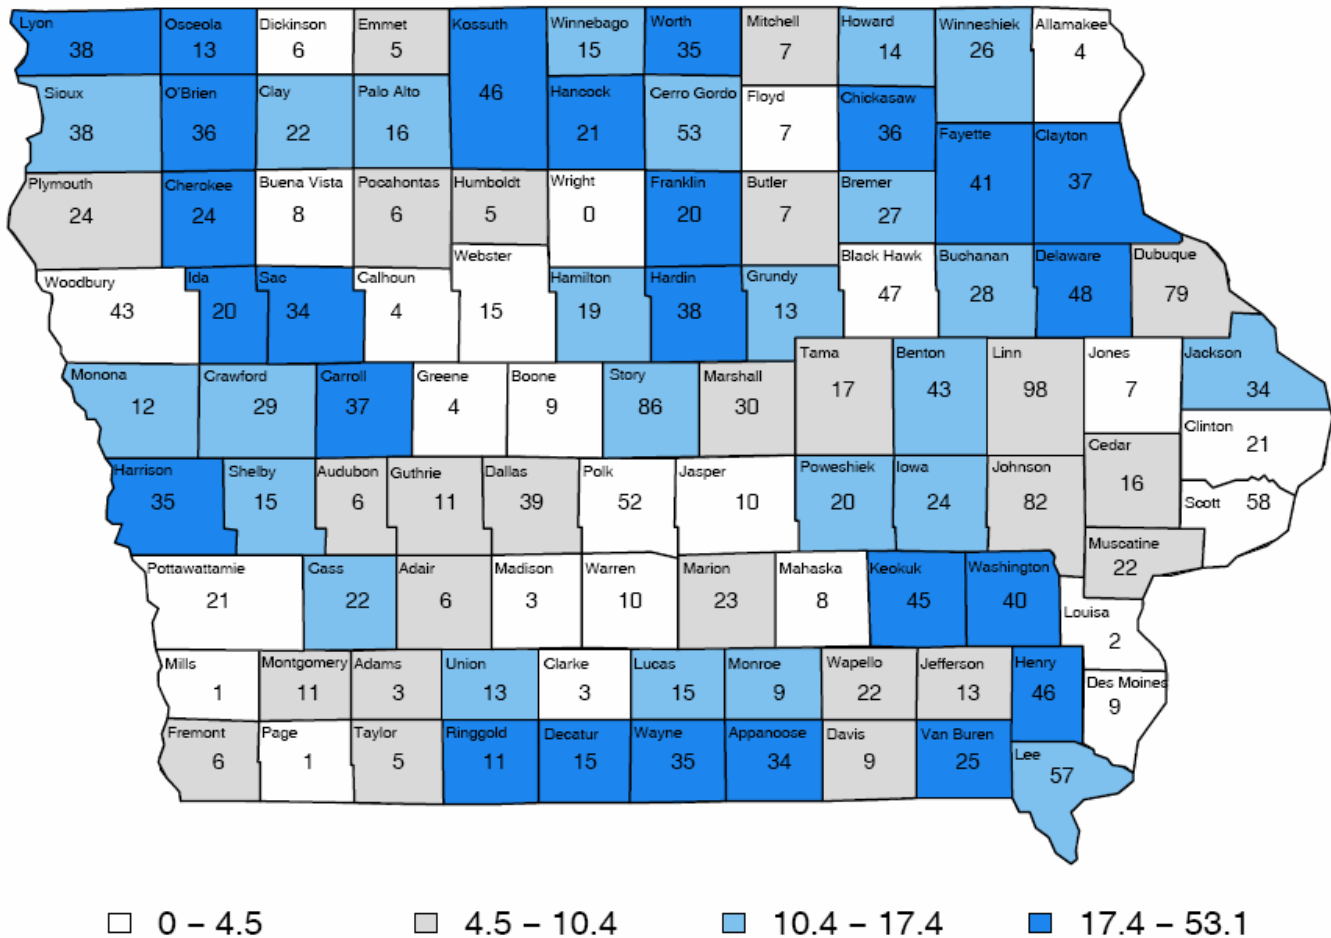 Lyon Osceola Dickinson Emmet Kossuth Winnebago Worth Mitchell Howard Winneshiek Allamakee
38 13 6 5 46 15 35 7 14 26 4
Sioux O'Brien Clay Palo Alto Hancock Cerro Gordo Floyd Chickasaw Fayette Clayton
38 36 22 16 21 53 7 36 41 37
Plymouth Cherokee Buena Vista Pocahontas Humboldt Wright Franklin Butler Bremer
24 24 8 6 5 0 20 7 27
Woodbury Ida Sac Calhoun Webster Hamilton Hardin Grundy Black Hawk Buchanan Delaware Dubuque
43 20 34 4 15 19 38 13 47 28 48 79
Monona Crawford Carroll Greene Boone Story Marshall Tama Benton Linn Jones Jackson
12 29 37 4 9 86 30 17 43 98 7 34
Clinton
21
Harrison Shelby Audubon Guthrie Dallas Polk Jasper Poweshiek Iowa Johnson Cedar Scott
35 15 6 11 39 52 10 20 24 82 16 58
Pottawattamie Cass Adair Madison Warren Marion Mahaska Keokuk Washington Muscatine
21 22 6 3 10 23 8 45 40 22
Louisa
2
Mills Montgomery Adams Union Clarke Lucas Monroe Wapello Jefferson Henry Des Moines
1 11 3 13 3 15 9 22 13 46 9
Fremont Page Taylor Ringgold Decatur Wayne Appanoose Davis Van Buren Lee
6 1 5 11 15 35 34 9 25 57
0 – 4.5 4.5 – 10.4 10.4 – 17.4 17.4 – 53.1